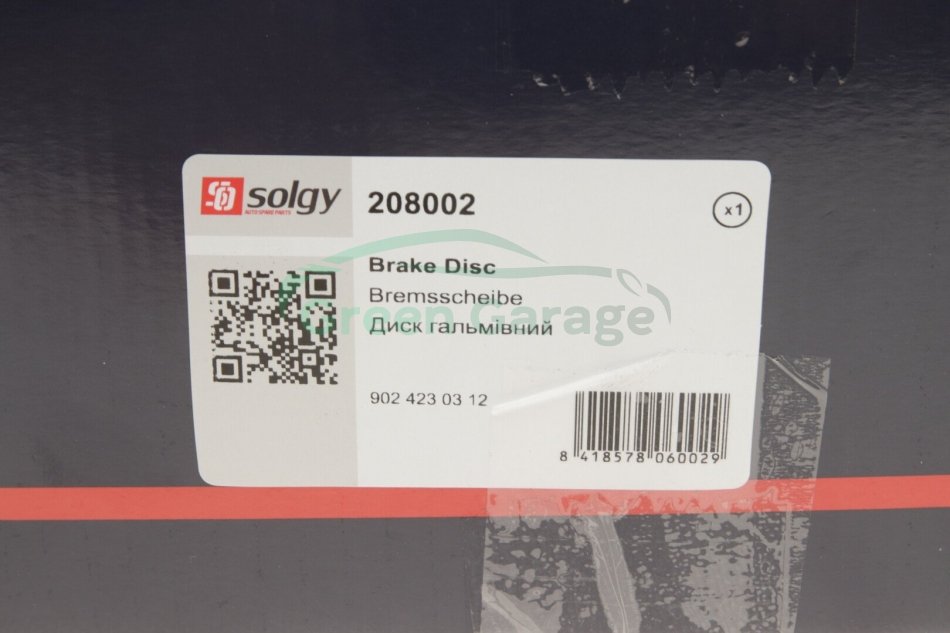 solgy
AUTO SPARE PARTS
208002
x1
Brake Disc
Bremsscheibe
Диск гальмівний
Green Garage
902 423 03 12
8 418578 060029